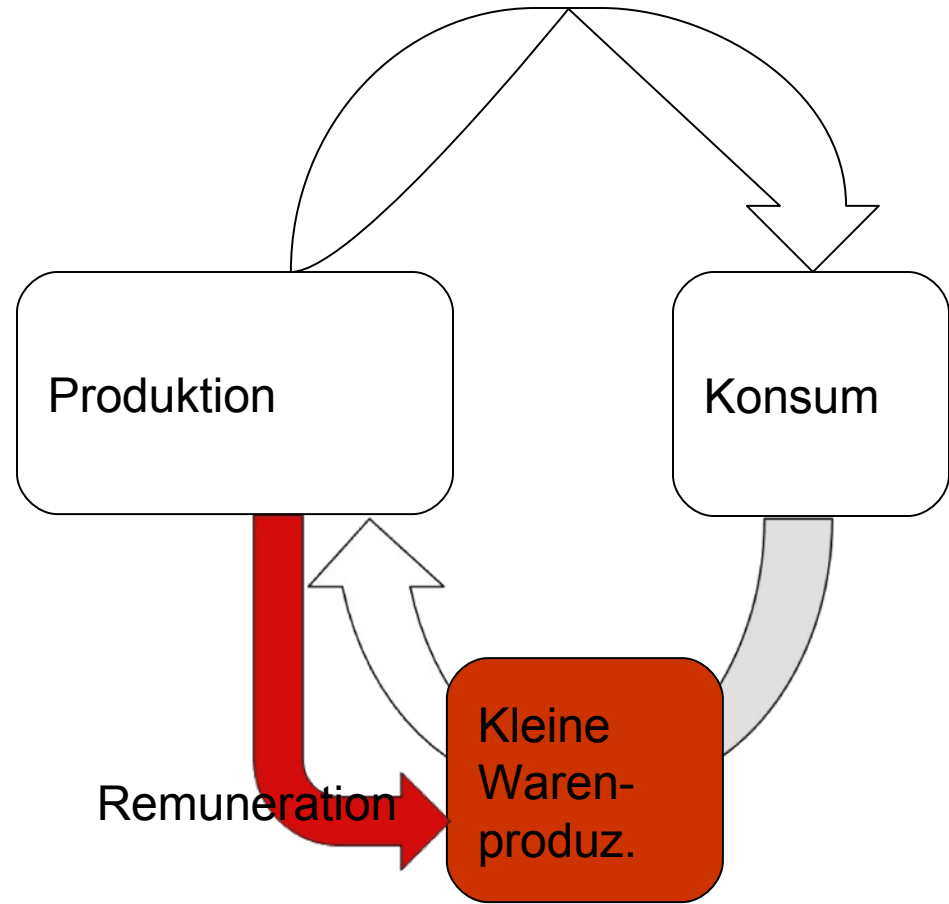 Produktion
Konsum
Remuneration
Kleine
Waren-
produz.